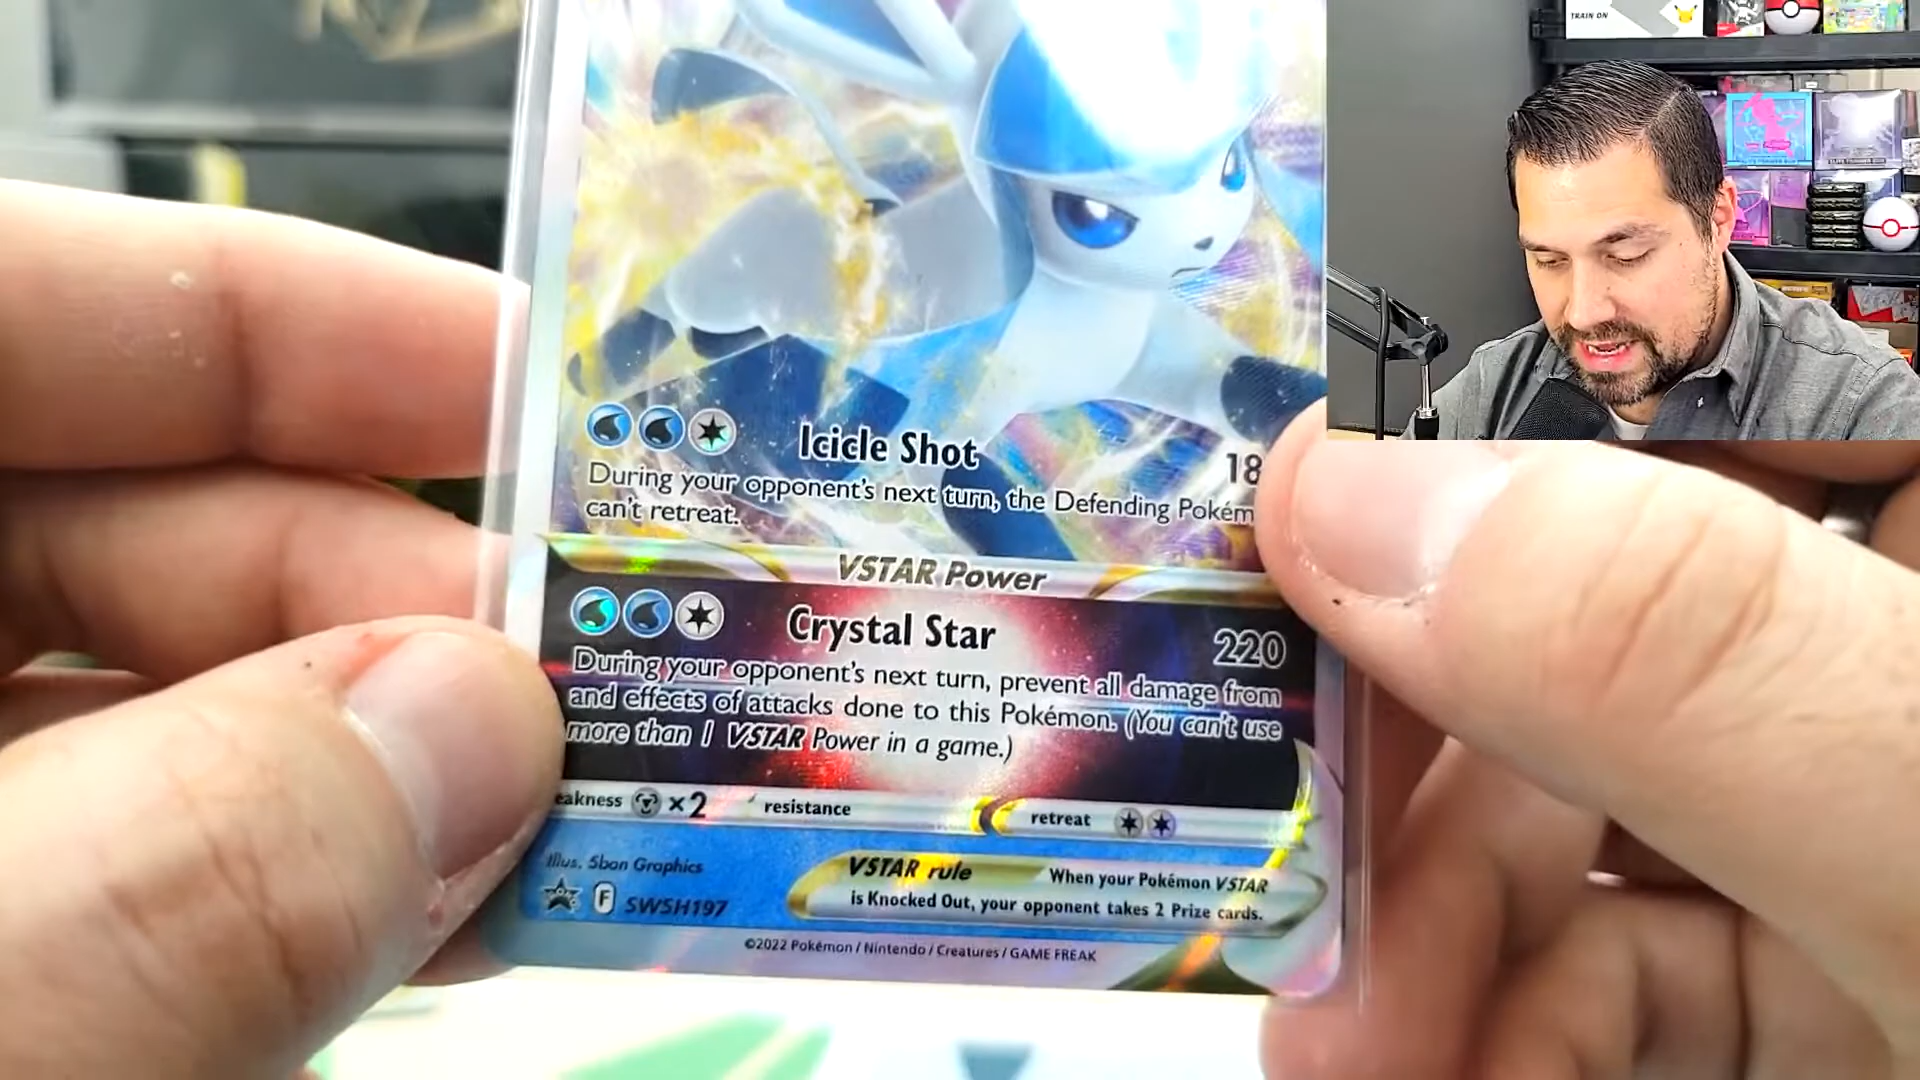 TRAIN ON
Icicle Shot
18
During your opponent's next turn, the Defending Pokém
can't retreat.
VSTAR Power
Crystal Star
220
During your opponent's next turn, prevent all damage from
and effects of attacks done to this Pokémon. (You can't use
more than 1 VSTAR Power in a game.)
eakness ×2 resistance retreat
Illus. 5ban Graphics
F SWSH197
VSTAR rule When your Pokémon VSTAR
is Knocked Out, your opponent takes 2 Prize cards.
©2022 Pokémon / Nintendo / Creatures / GAME FREAK